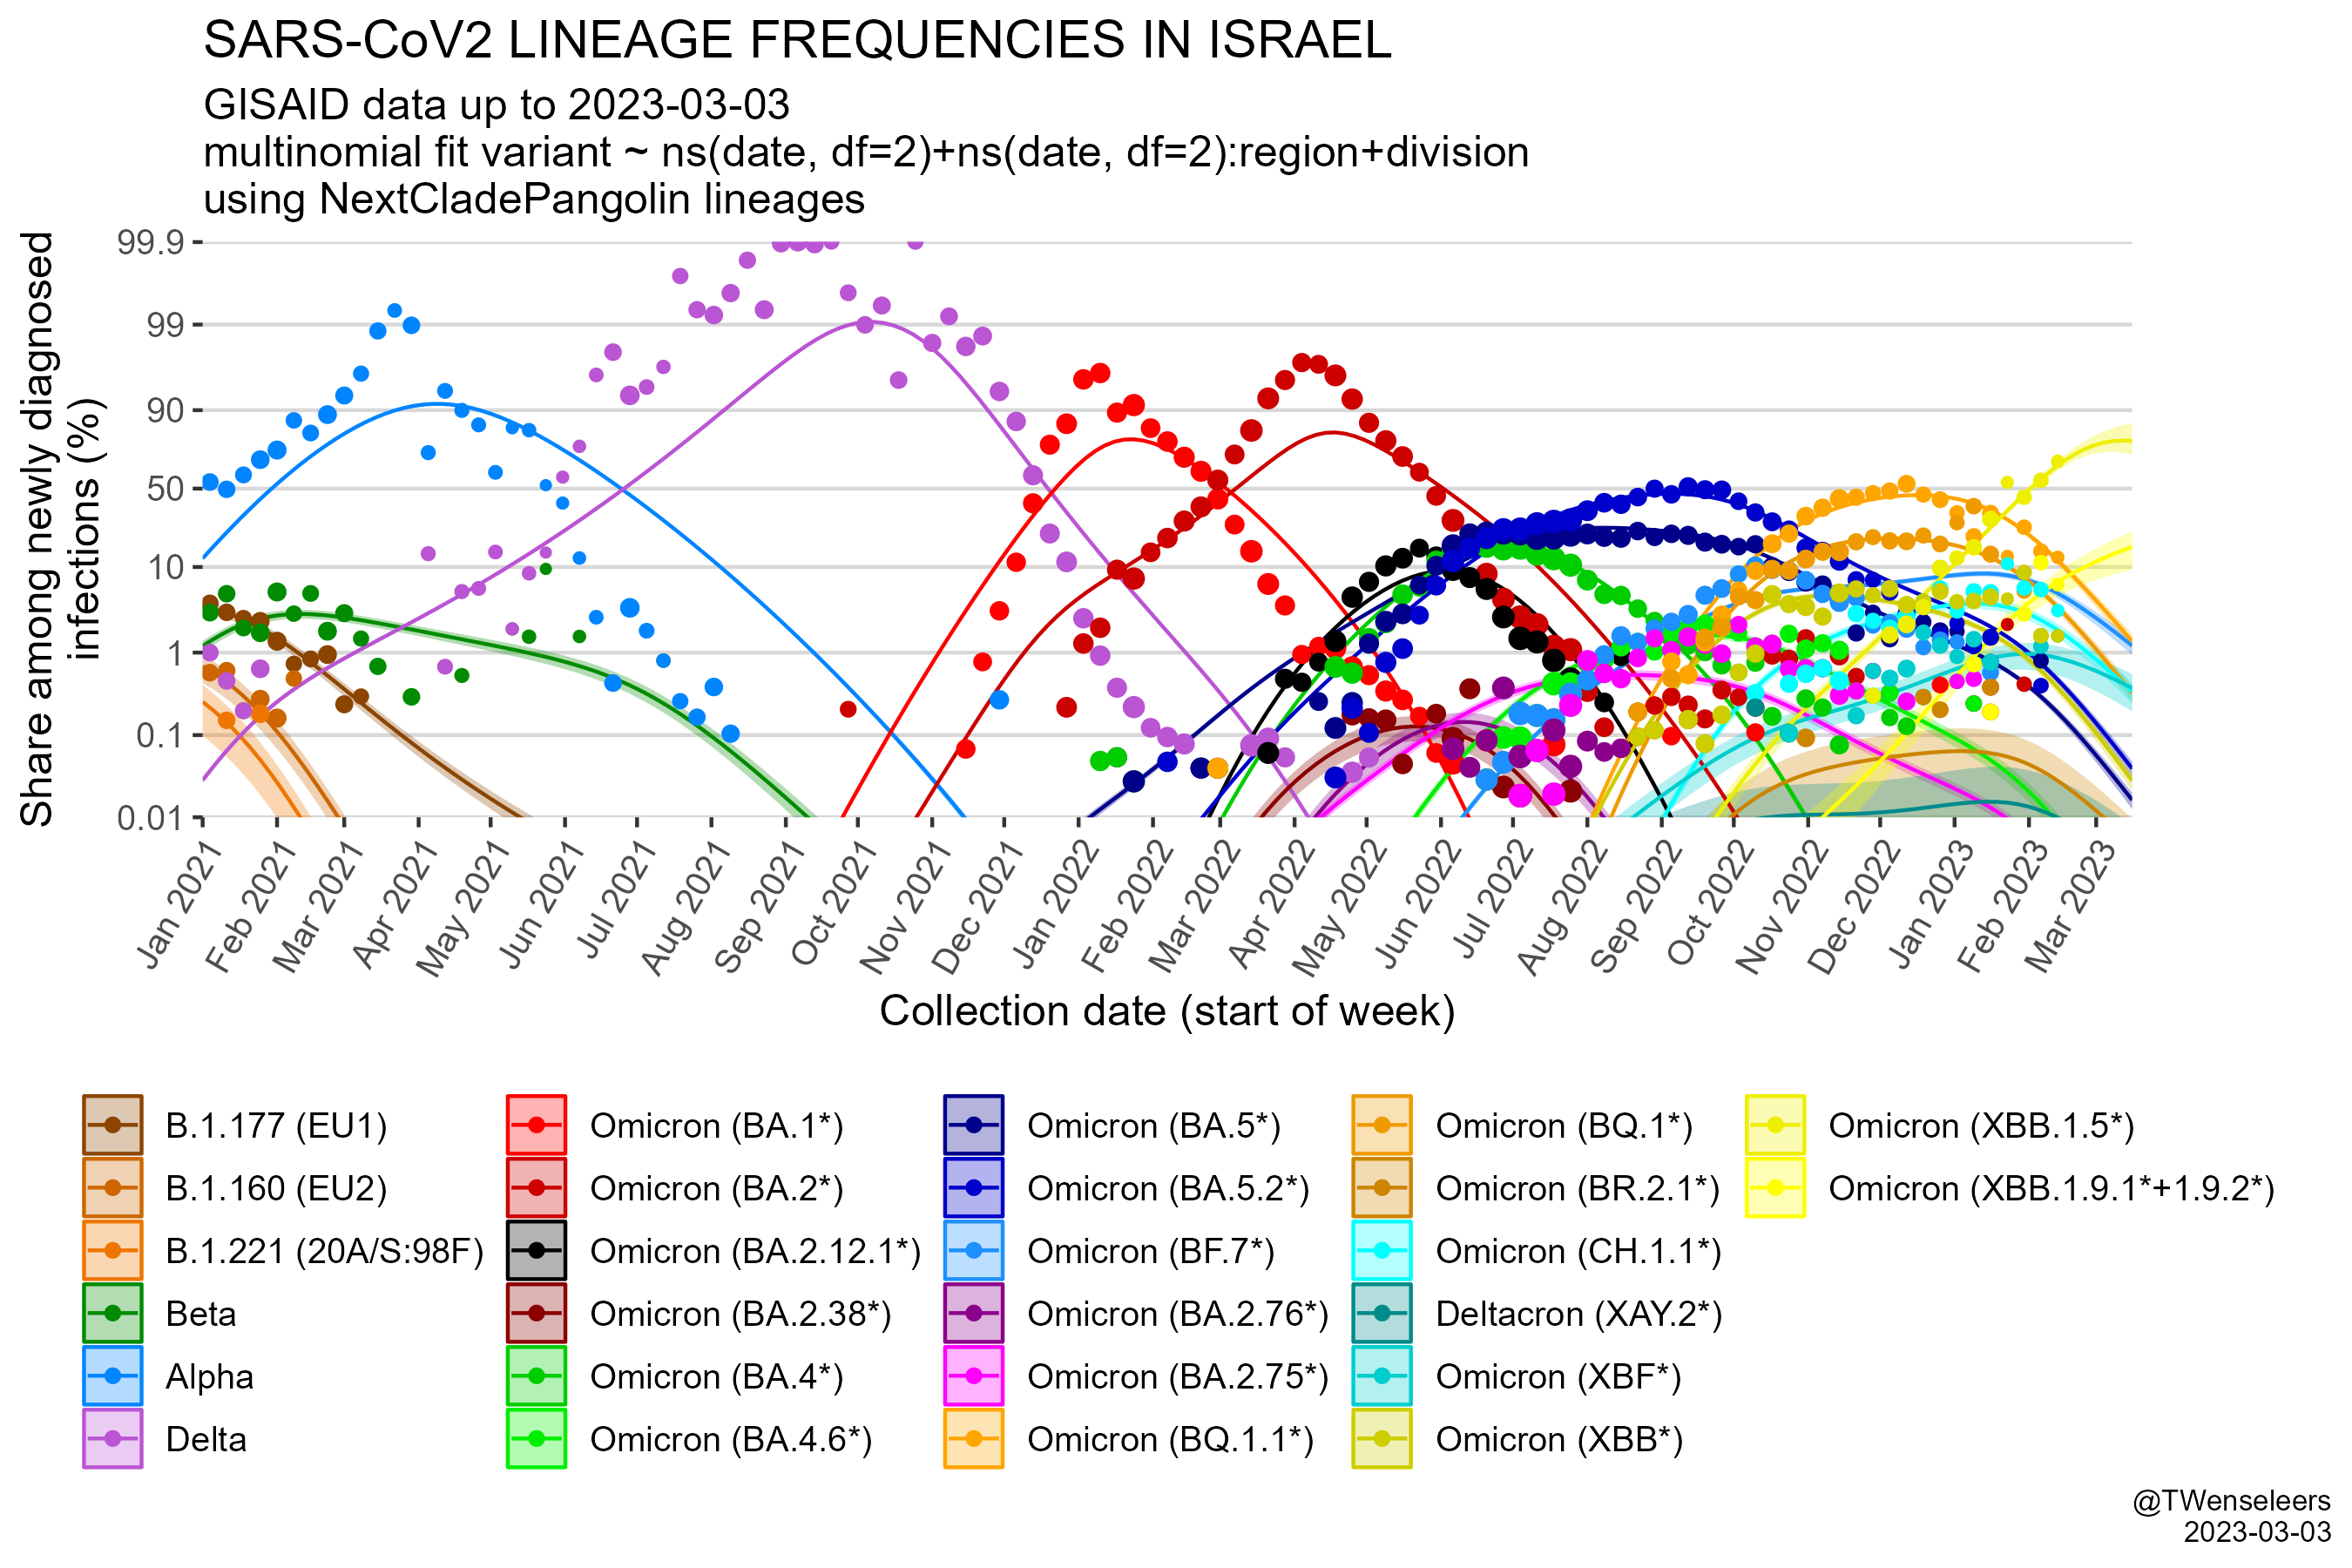 SARS-CoV2 LINEAGE FREQUENCIES IN ISRAEL
GISAID data up to 2023-03-03
multinomial fit variant ~ ns(date, df=2)+ns(date, df=2):region+division
using NextCladePangolin lineages
Share among newly diagnosed
infections (%)
99.9
99
90
50
10
1
0.1
0.01
Jan 2021
Feb 2021
Mar 2021
Apr 2021
May 2021
Jun 2021
Jul 2021
Aug 2021
Sep 2021
Oct 2021
Nov 2021
Dec 2021
Jan 2022
Feb 2022
Mar 2022
Apr 2022
May 2022
Jun 2022
Jul 2022
Aug 2022
Sep 2022
Oct 2022
Nov 2022
Dec 2022
Jan 2023
Feb 2023
Mar 2023
Collection date (start of week)
B.1.177 (EU1)
B.1.160 (EU2)
B.1.221 (20A/S:98F)
Beta
Alpha
Delta
Omicron (BA.1*)
Omicron (BA.2*)
Omicron (BA.2.12.1*)
Omicron (BA.2.38*)
Omicron (BA.4*)
Omicron (BA.4.6*)
Omicron (BA.5*)
Omicron (BA.5.2*)
Omicron (BF.7*)
Omicron (BA.2.76*)
Omicron (BA.2.75*)
Omicron (BQ.1.1*)
Omicron (BQ.1*)
Omicron (BR.2.1*)
Omicron (CH.1.1*)
Deltacron (XAY.2*)
Omicron (XBF*)
Omicron (XBB*)
Omicron (XBB.1.5*)
Omicron (XBB.1.9.1*+1.9.2*)
@TWenseleers
2023-03-03